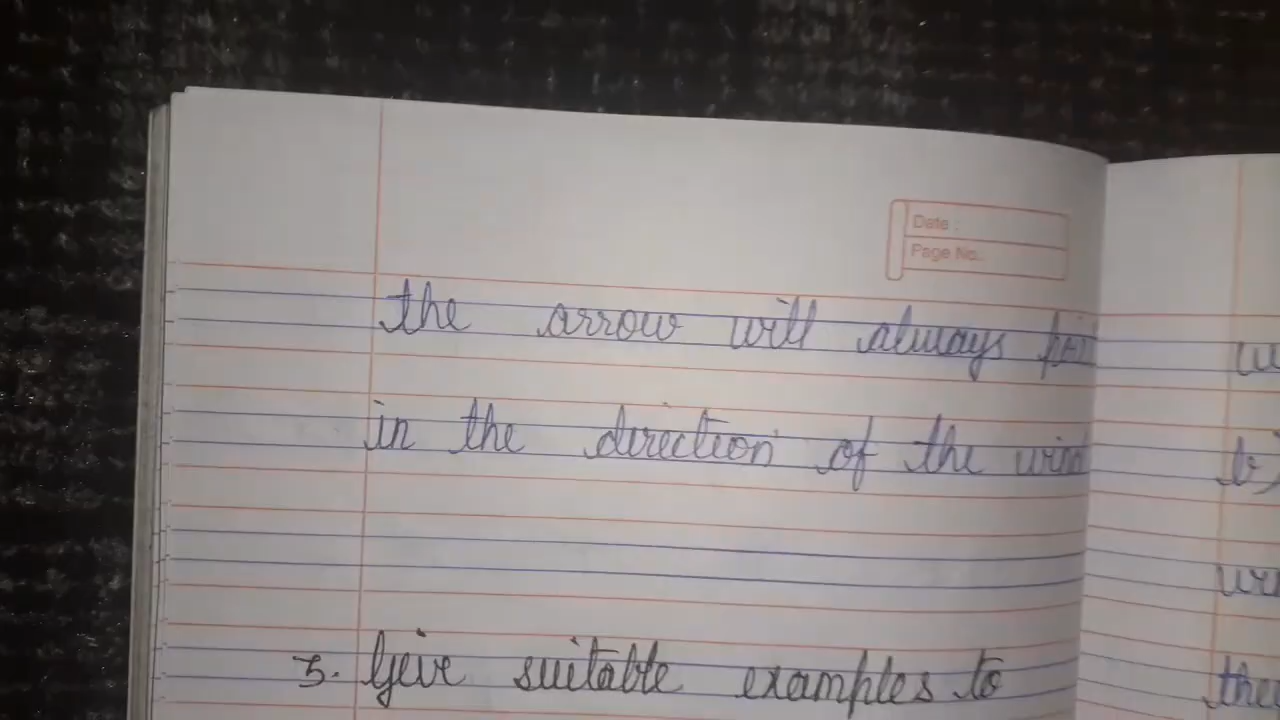 Date :
Page No.
the arrow will always
in the direction of the
5. Give suitable examples to